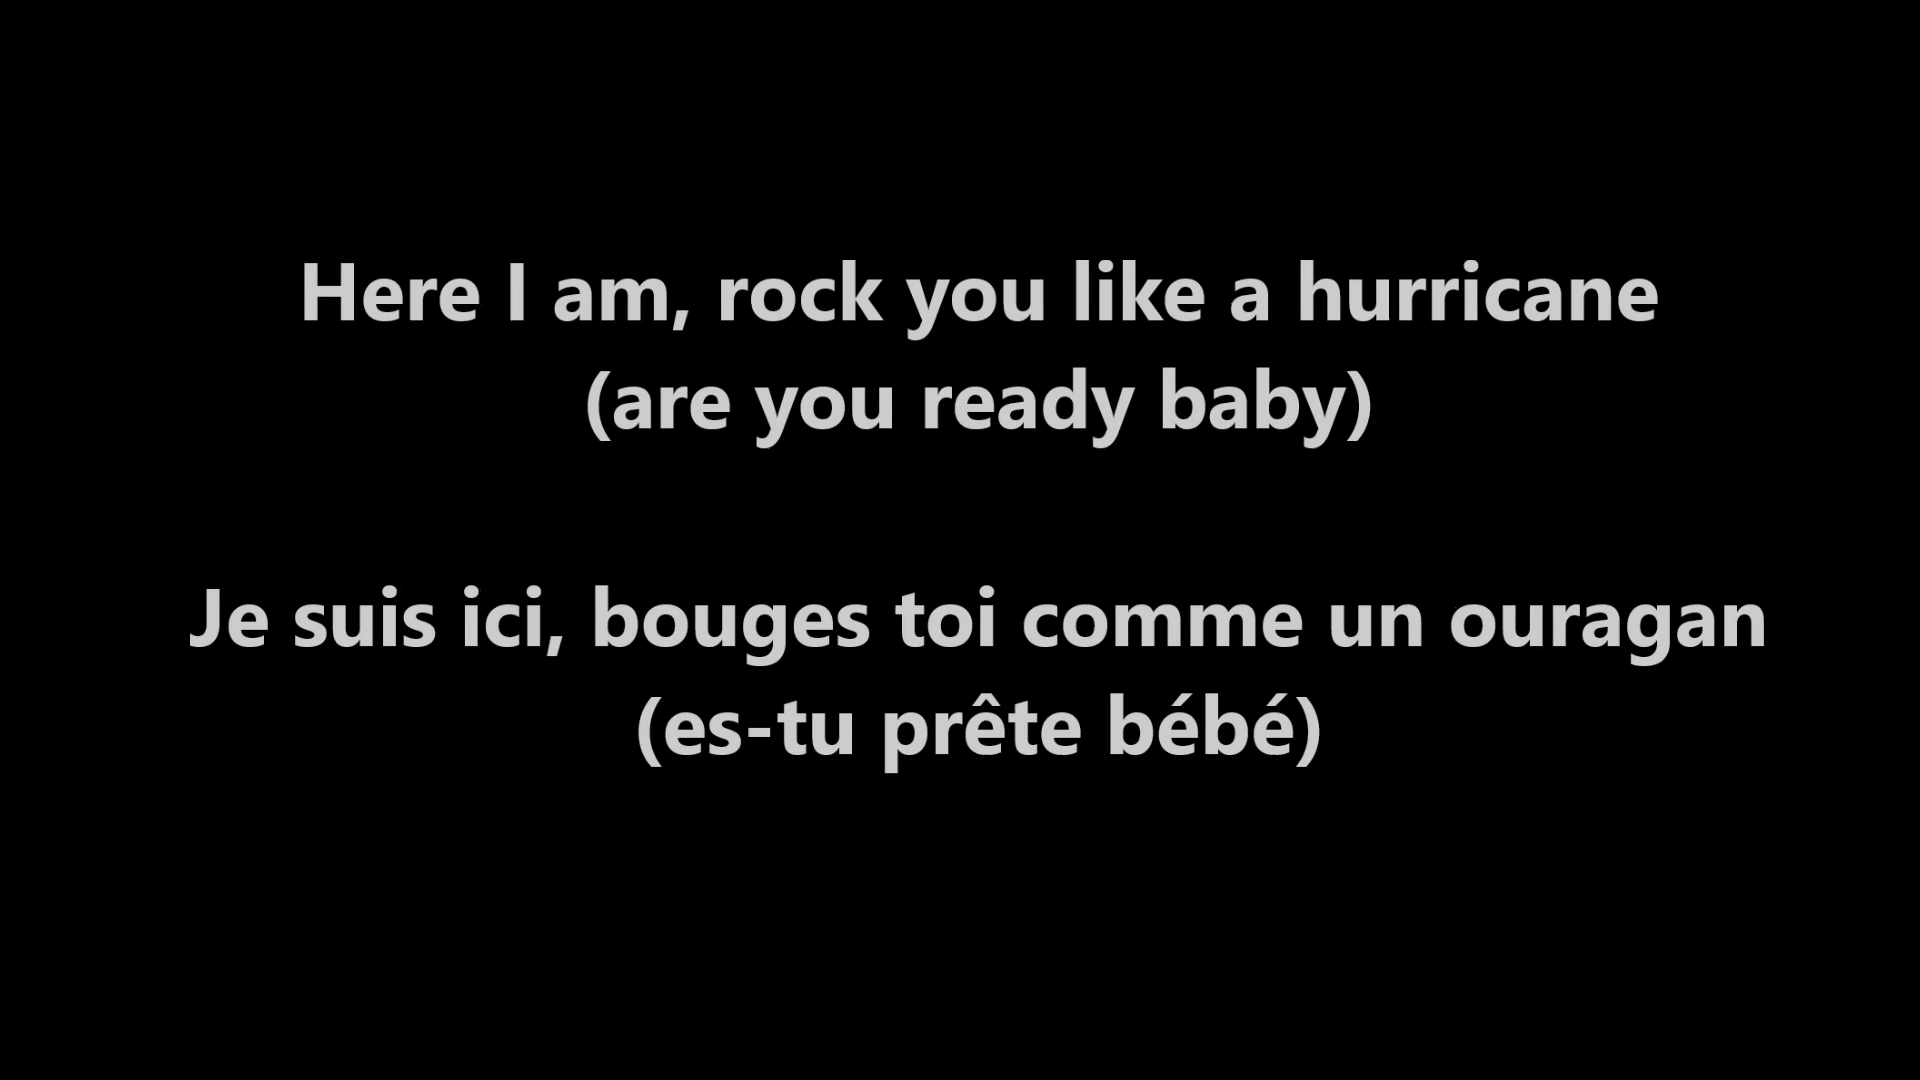 Here I am, rock you like a hurricane
(are you ready baby)
Je suis ici, bouges toi comme un ouragan
(es-tu prête bébé)